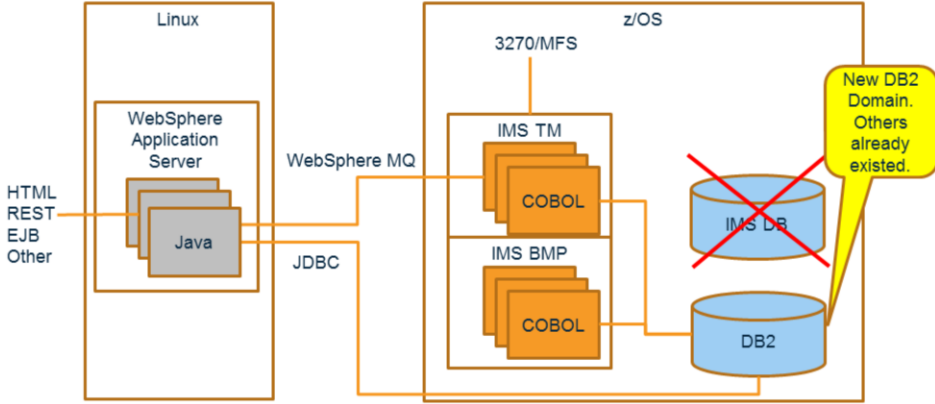 Linux
z/OS
3270/MFS
New DB2
Domain.
Others
already
existed.
WebSphere
Application
Server
IMS TM
WebSphere MQ
HTML
REST
EJB
Other
Java
COBOL
IMS DB
JDBC
IMS BMP
COBOL
DB2